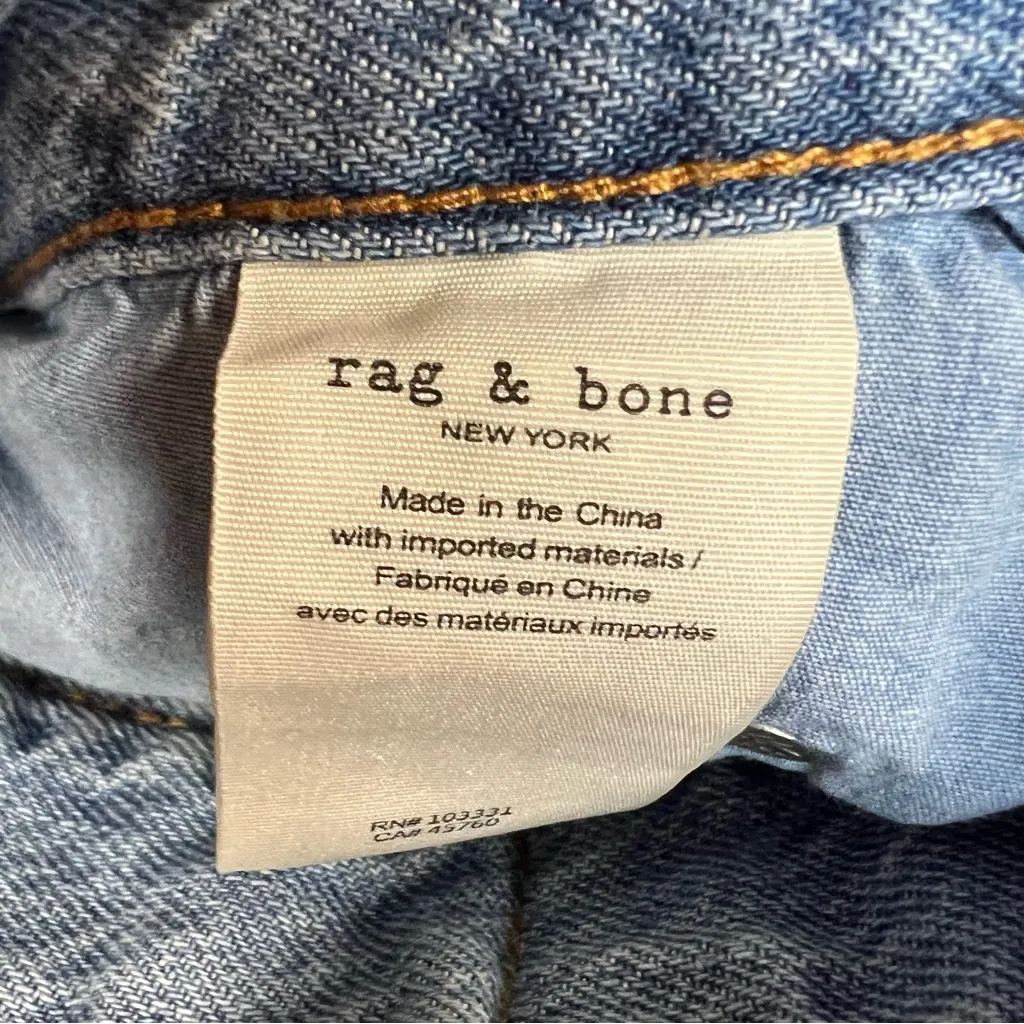 rag & bone
NEW YORK
Made in the China
with imported materials /
Fabriqué en Chine
avec des matériaux importés
RN# 103331
CA# 45760